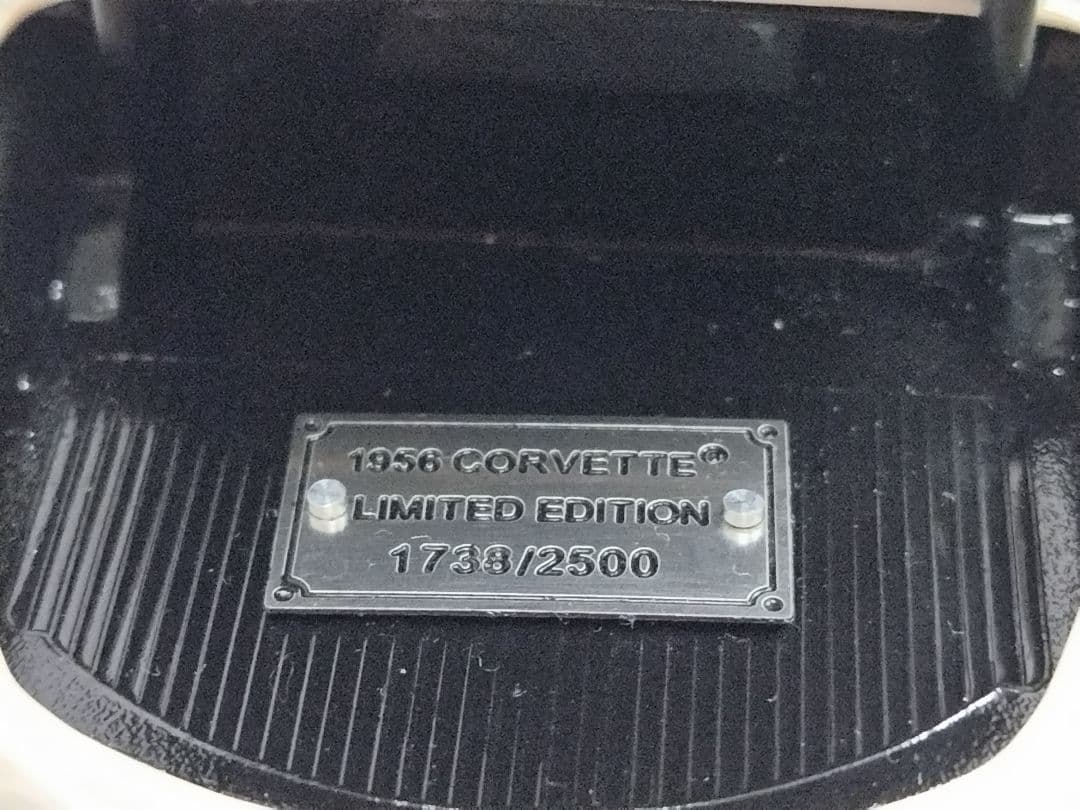 1956 CORVETTE®
LIMITED EDITION
1738/2500